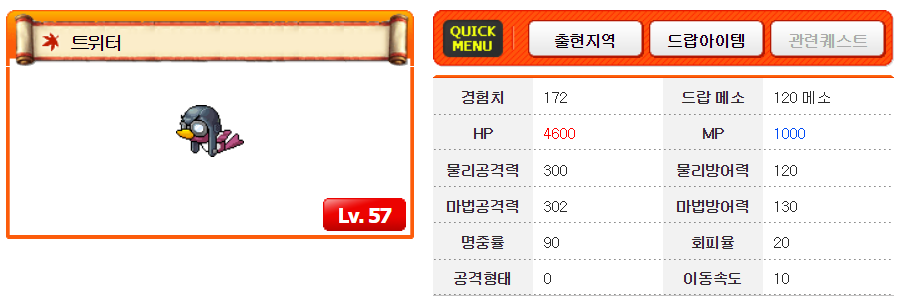 트위터
Lv. 57
QUICK MENU
출현지역
드랍아이템
관련퀘스트
경험치 172 드랍 메소 120 메소
HP 4600 MP 1000
물리공격력 300 물리방어력 120
마법공격력 302 마법방어력 130
명중률 90 회피율 20
공격형태 0 이동속도 10